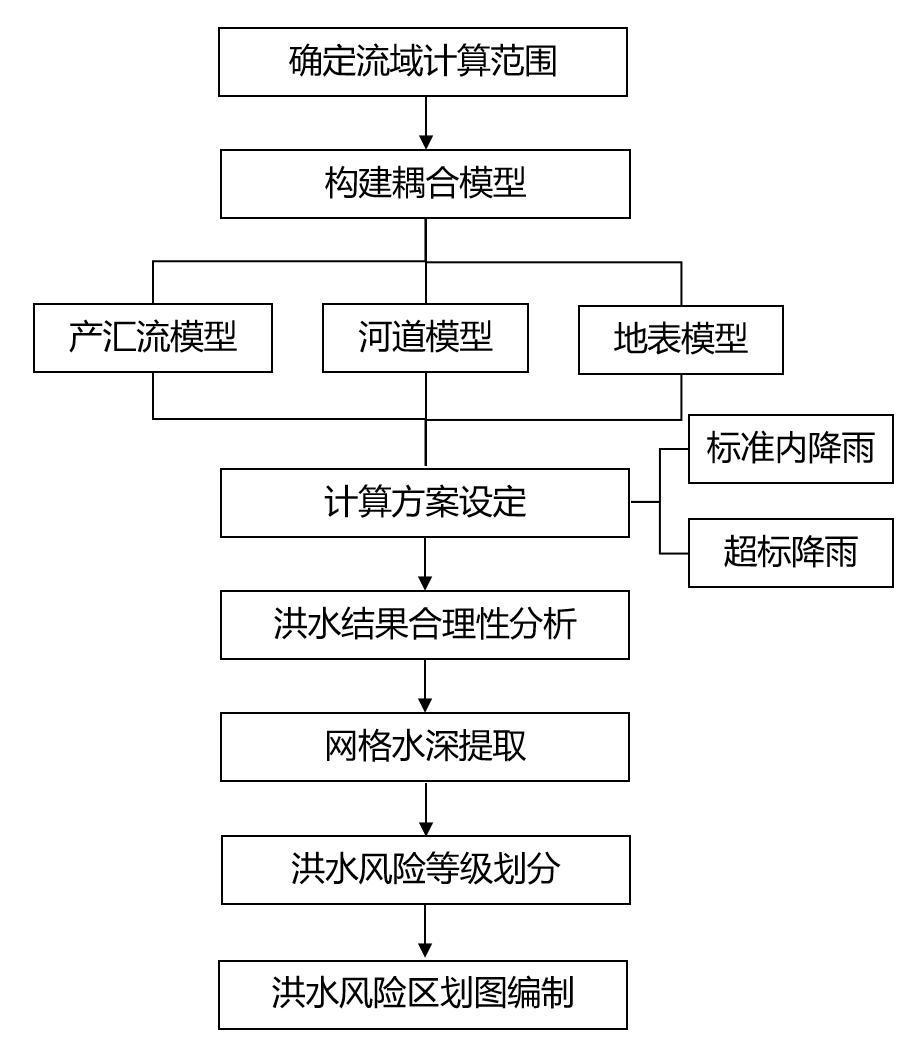 确定流域计算范围
构建耦合模型
产汇流模型
河道模型
地表模型
标准内降雨
计算方案设定
超标降雨
洪水结果合理性分析
网格水深提取
洪水风险等级划分
洪水风险区划图编制